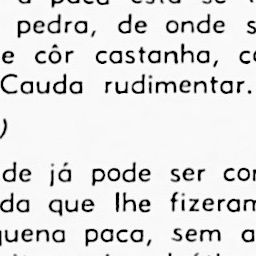 a paca está se
pedra, de onde s
e côr castanha, c
Cauda rudimentar.
)
de já pode ser con
da que lhe fizeram
quena paca, sem a